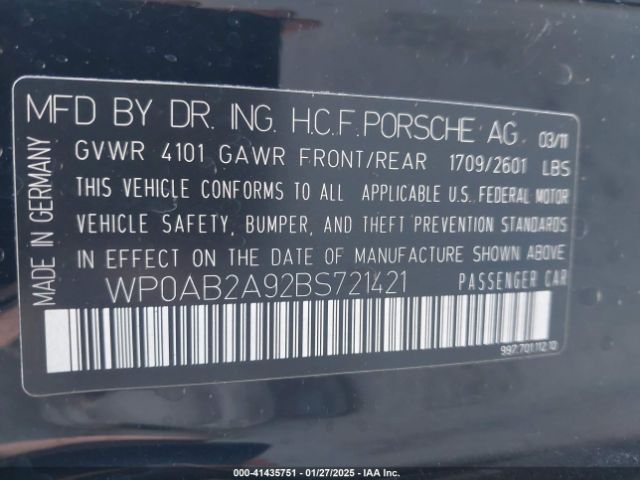 MFD BY DR. ING. H.C.F. PORSCHE AG 03/11
GVWR 4101 GAWR FRONT/REAR 1709/2601 LBS
THIS VEHICLE CONFORMS TO ALL APPLICABLE U.S. FEDERAL MOTOR
VEHICLE SAFETY, BUMPER, AND THEFT PREVENTION STANDARDS
IN EFFECT ON THE DATE OF MANUFACTURE SHOWN ABOVE
WP0AB2A92BS721421 PASSENGER CAR
997.701.112.10
MADE IN GERMANY
000-41435751 | 01/27/2025 - IAA Inc.